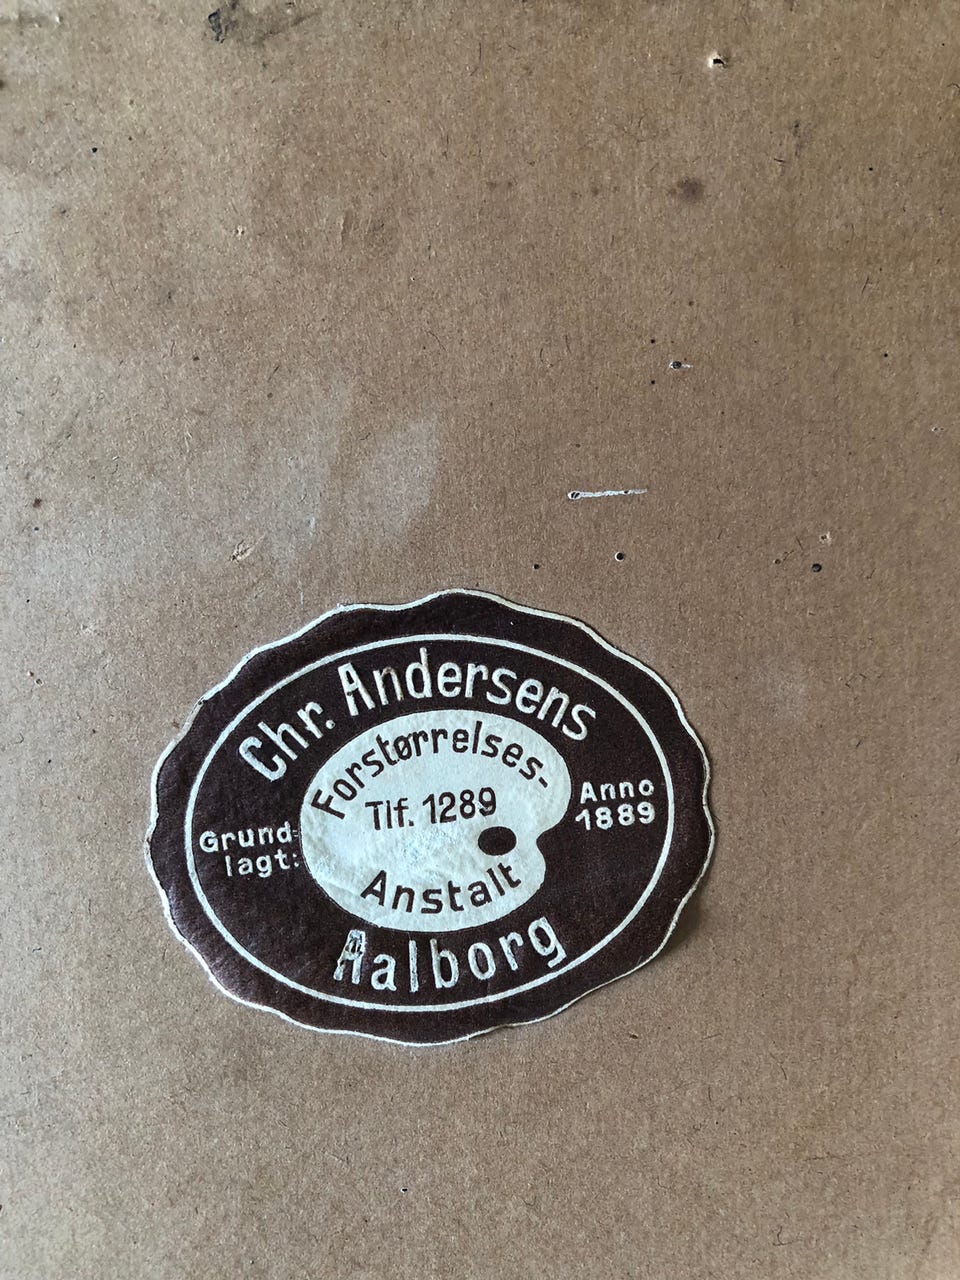 Chr. Andersens
Forstørrelses-
Tlf. 1289
Anstalt
Grund-
lagt:
Anno
1889
Aalborg